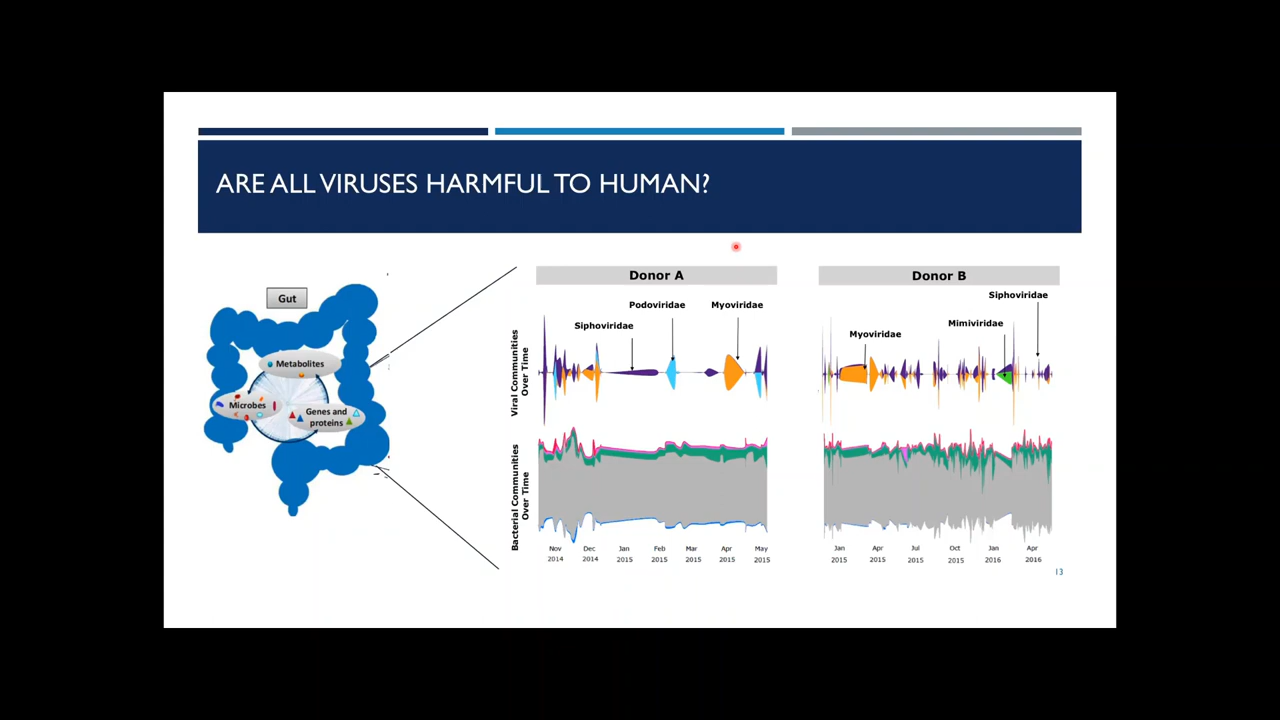 ARE ALL VIRUSES HARMFUL TO HUMAN?
Gut
Metabolites
Microbes
Genes and
proteins
Donor A
Siphoviridae
Podoviridae
Myoviridae
Viral Communities
Over Time
Bacterial Communities
Over Time
Nov
2014
Dec
2014
Jan
2015
Feb
2015
Mar
2015
Apr
2015
May
2015
Donor B
Myoviridae
Mimiviridae
Siphoviridae
Jan
2015
Apr
2015
Jul
2015
Oct
2015
Jan
2016
Apr
2016
13